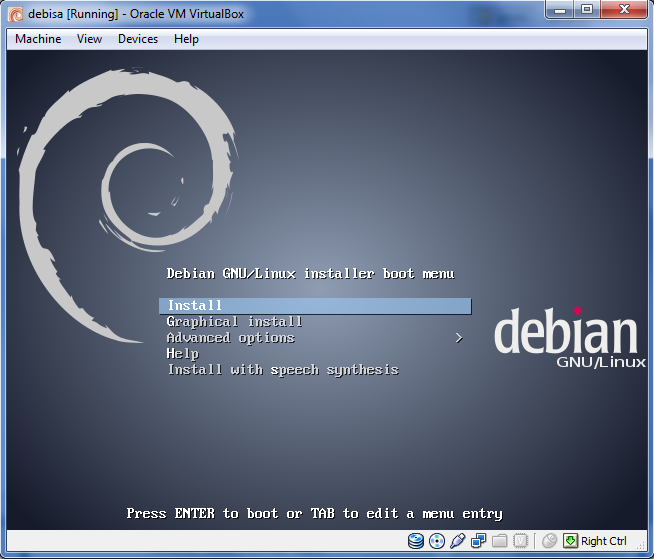 debisa [Running] - Oracle VM VirtualBox
Machine View Devices Help
Debian GNU/Linux installer boot menu
Install
Graphical install
Advanced options >
Help
Install with speech synthesis
debian
GNU/Linux
Press ENTER to boot or TAB to edit a menu entry
Right Ctrl